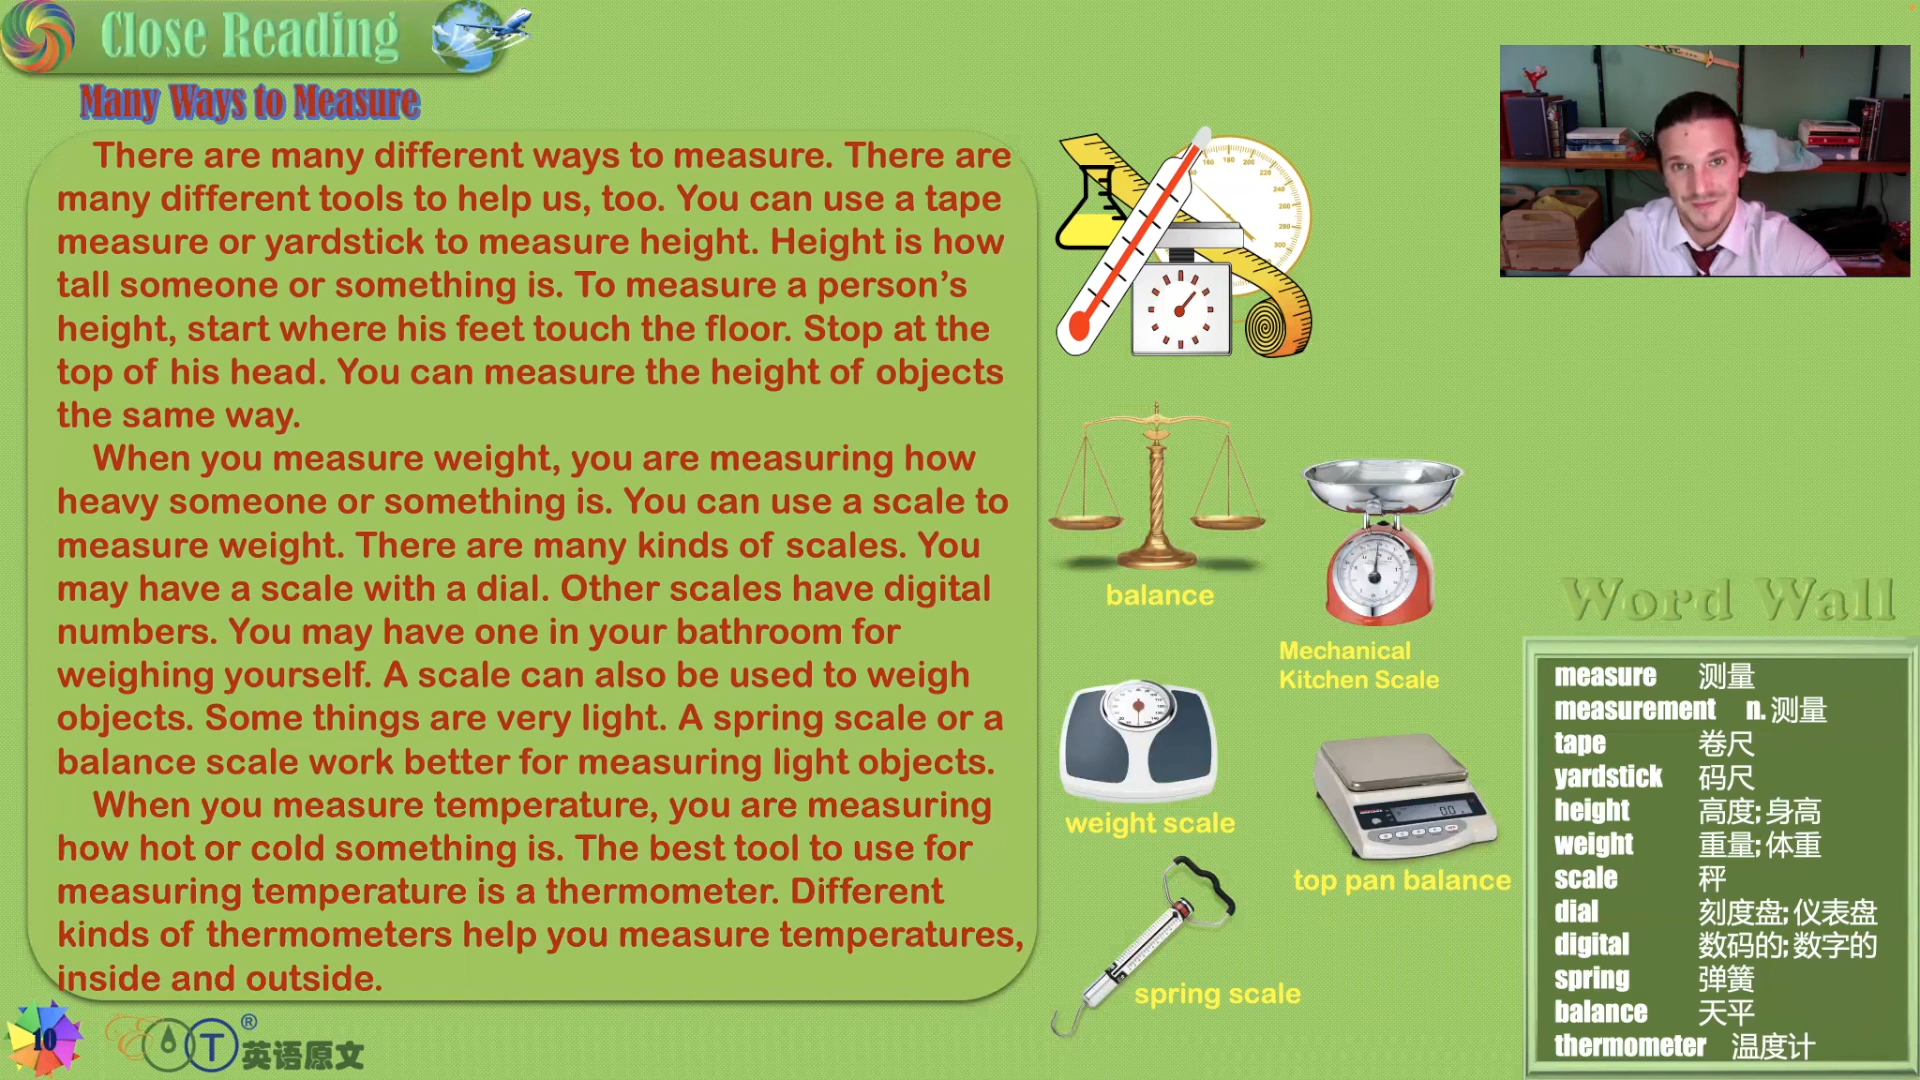 Close Reading
Many Ways to Measure
There are many different ways to measure. There are
many different tools to help us, too. You can use a tape
measure or yardstick to measure height. Height is how
tall someone or something is. To measure a person's
height, start where his feet touch the floor. Stop at the
top of his head. You can measure the height of objects
the same way.
When you measure weight, you are measuring how
heavy someone or something is. You can use a scale to
measure weight. There are many kinds of scales. You
may have a scale with a dial. Other scales have digital
numbers. You may have one in your bathroom for
weighing yourself. A scale can also be used to weigh
objects. Some things are very light. A spring scale or a
balance scale work better for measuring light objects.
When you measure temperature, you are measuring
how hot or cold something is. The best tool to use for
measuring temperature is a thermometer. Different
kinds of thermometers help you measure temperatures,
inside and outside.
balance
Mechanical
Kitchen Scale
weight scale
top pan balance
spring scale
Word Wall
measure 测量
measurement n. 测量
tape 卷尺
yardstick 码尺
height 高度; 身高
weight 重量; 体重
scale 秤
dial 刻度盘; 仪表盘
digital 数码的; 数字的
spring 弹簧
balance 天平
thermometer 温度计
10
T® 英语原文